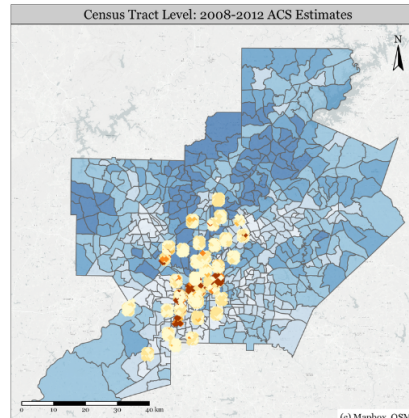 Census Tract Level: 2008-2012 ACS Estimates
N
0 10 20 30 40 km
(c) Mapbox, OSM